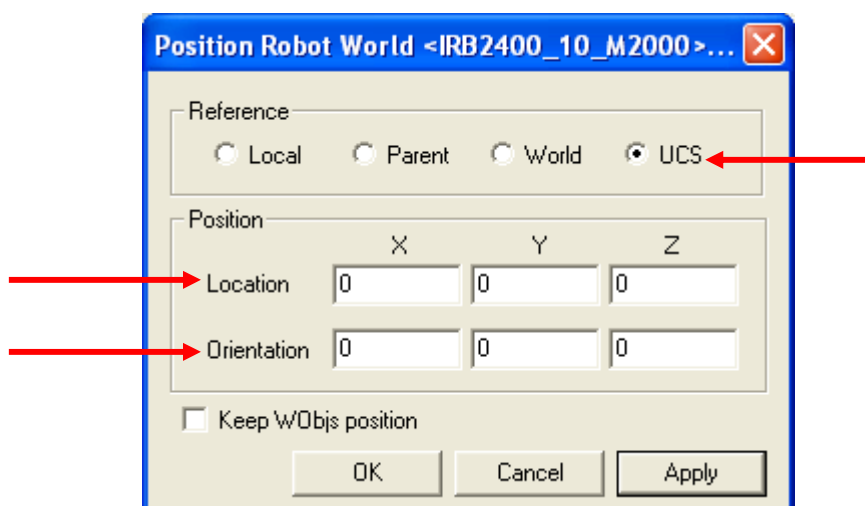 Position Robot World <IRB2400_10_M2000>...
Reference
Local Parent World UCS
Position
X Y Z
Location 0 0 0
Orientation 0 0 0
Keep WObjs position
OK Cancel Apply